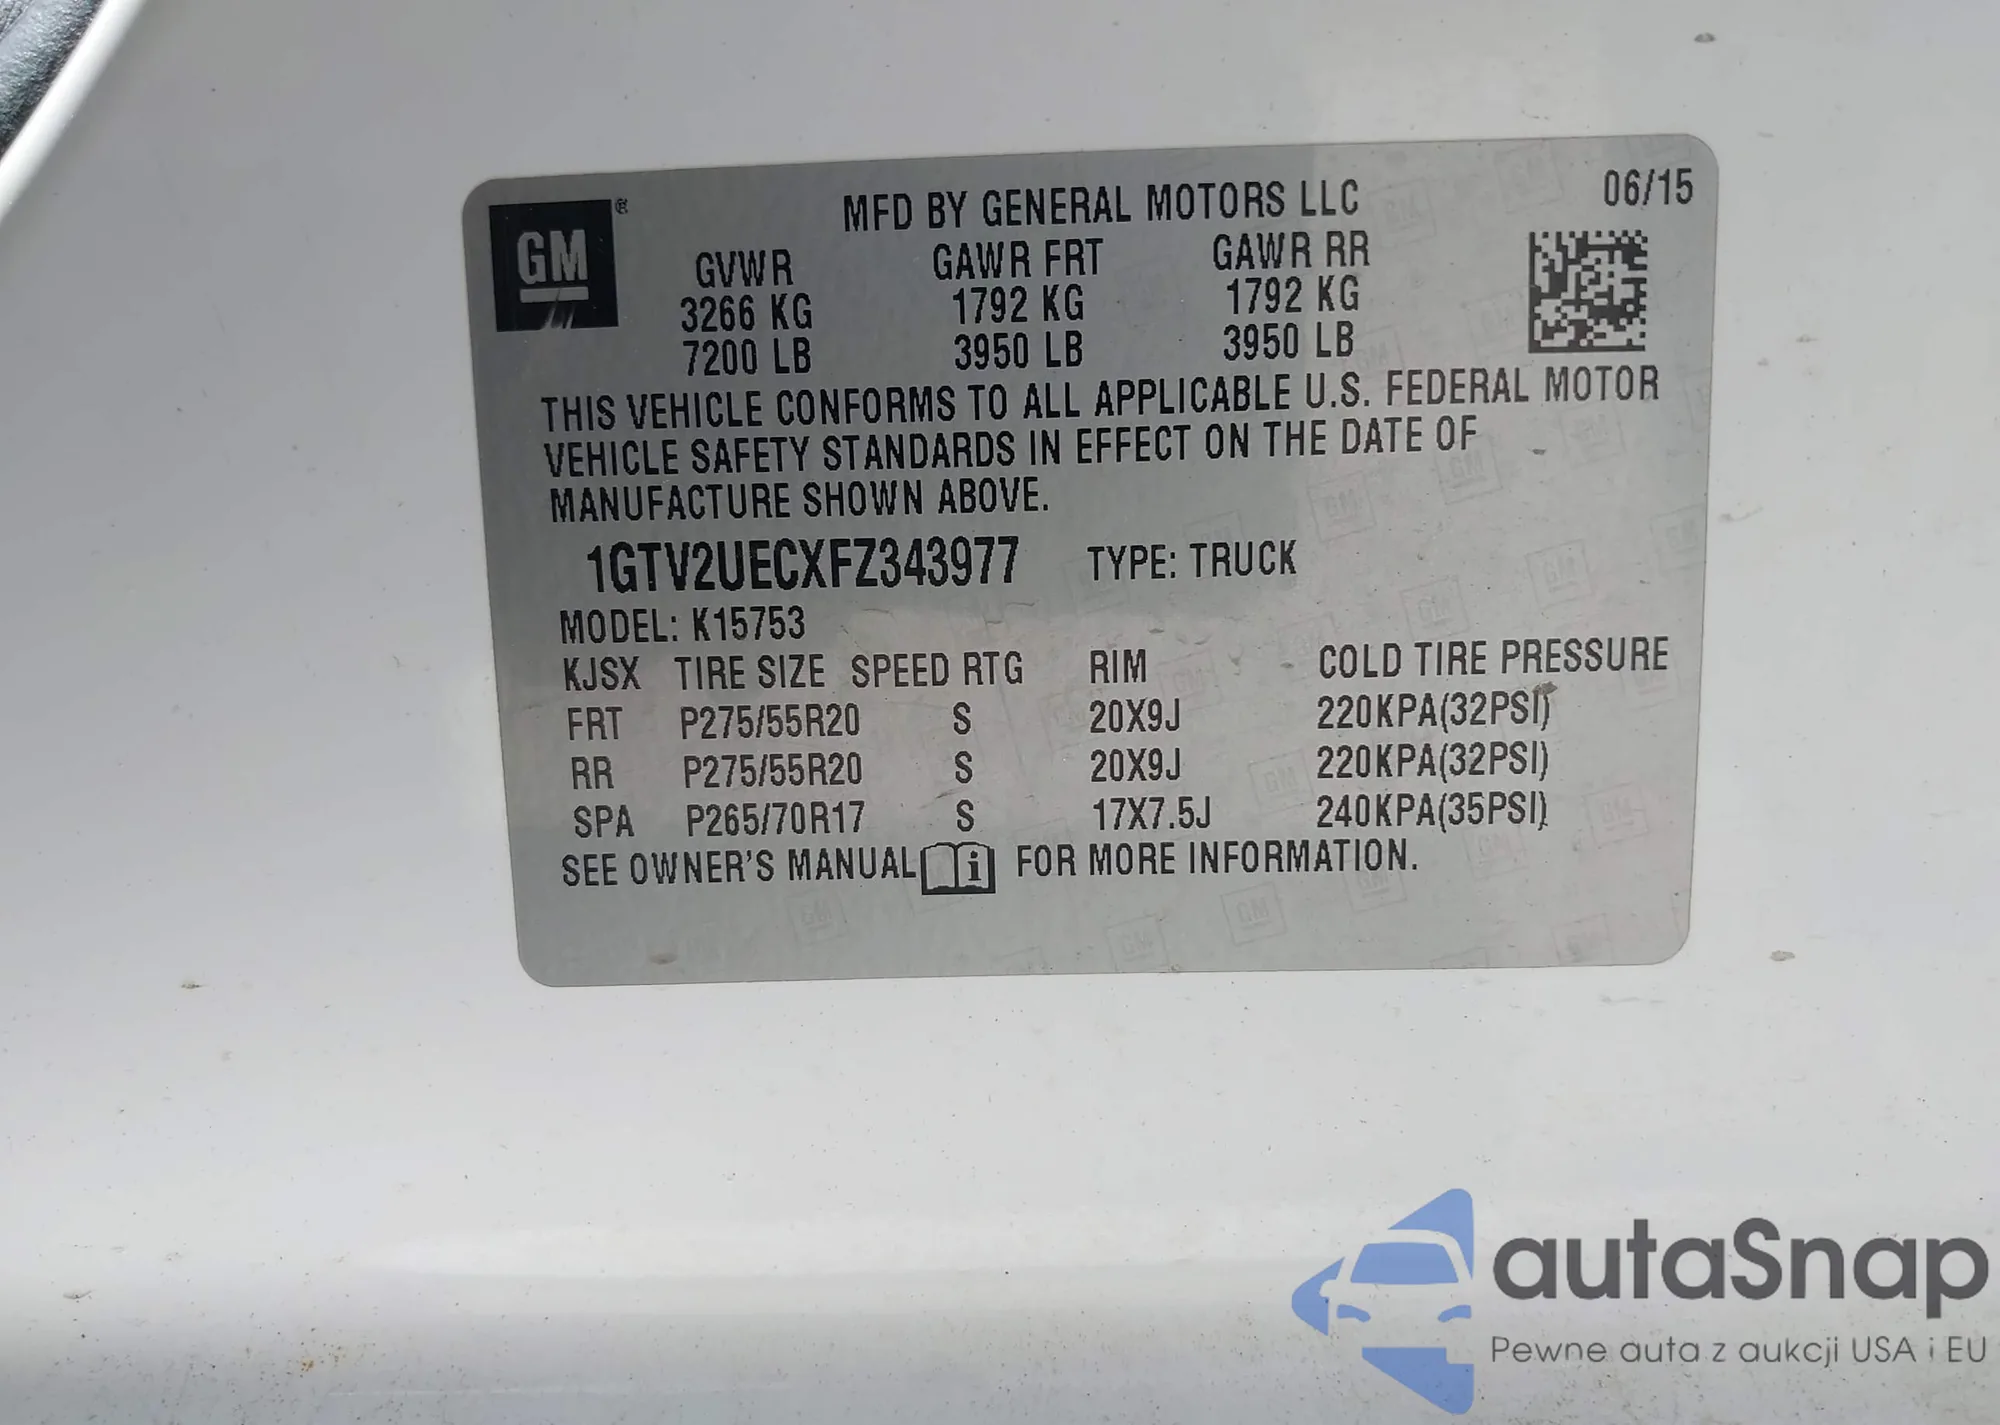 GM®
MFD BY GENERAL MOTORS LLC 06/15
GVWR GAWR FRT GAWR RR
3266 KG 1792 KG 1792 KG
7200 LB 3950 LB 3950 LB
THIS VEHICLE CONFORMS TO ALL APPLICABLE U.S. FEDERAL MOTOR
VEHICLE SAFETY STANDARDS IN EFFECT ON THE DATE OF
MANUFACTURE SHOWN ABOVE.
1GTV2UECXFZ343977 TYPE: TRUCK
MODEL: K15753
KJSX TIRE SIZE SPEED RTG RIM COLD TIRE PRESSURE
FRT P275/55R20 S 20X9J 220KPA(32PSI)
RR P275/55R20 S 20X9J 220KPA(32PSI)
SPA P265/70R17 S 17X7.5J 240KPA(35PSI)
SEE OWNER'S MANUAL i FOR MORE INFORMATION.
autaSnap
Pewne auta z aukcji USA i EU